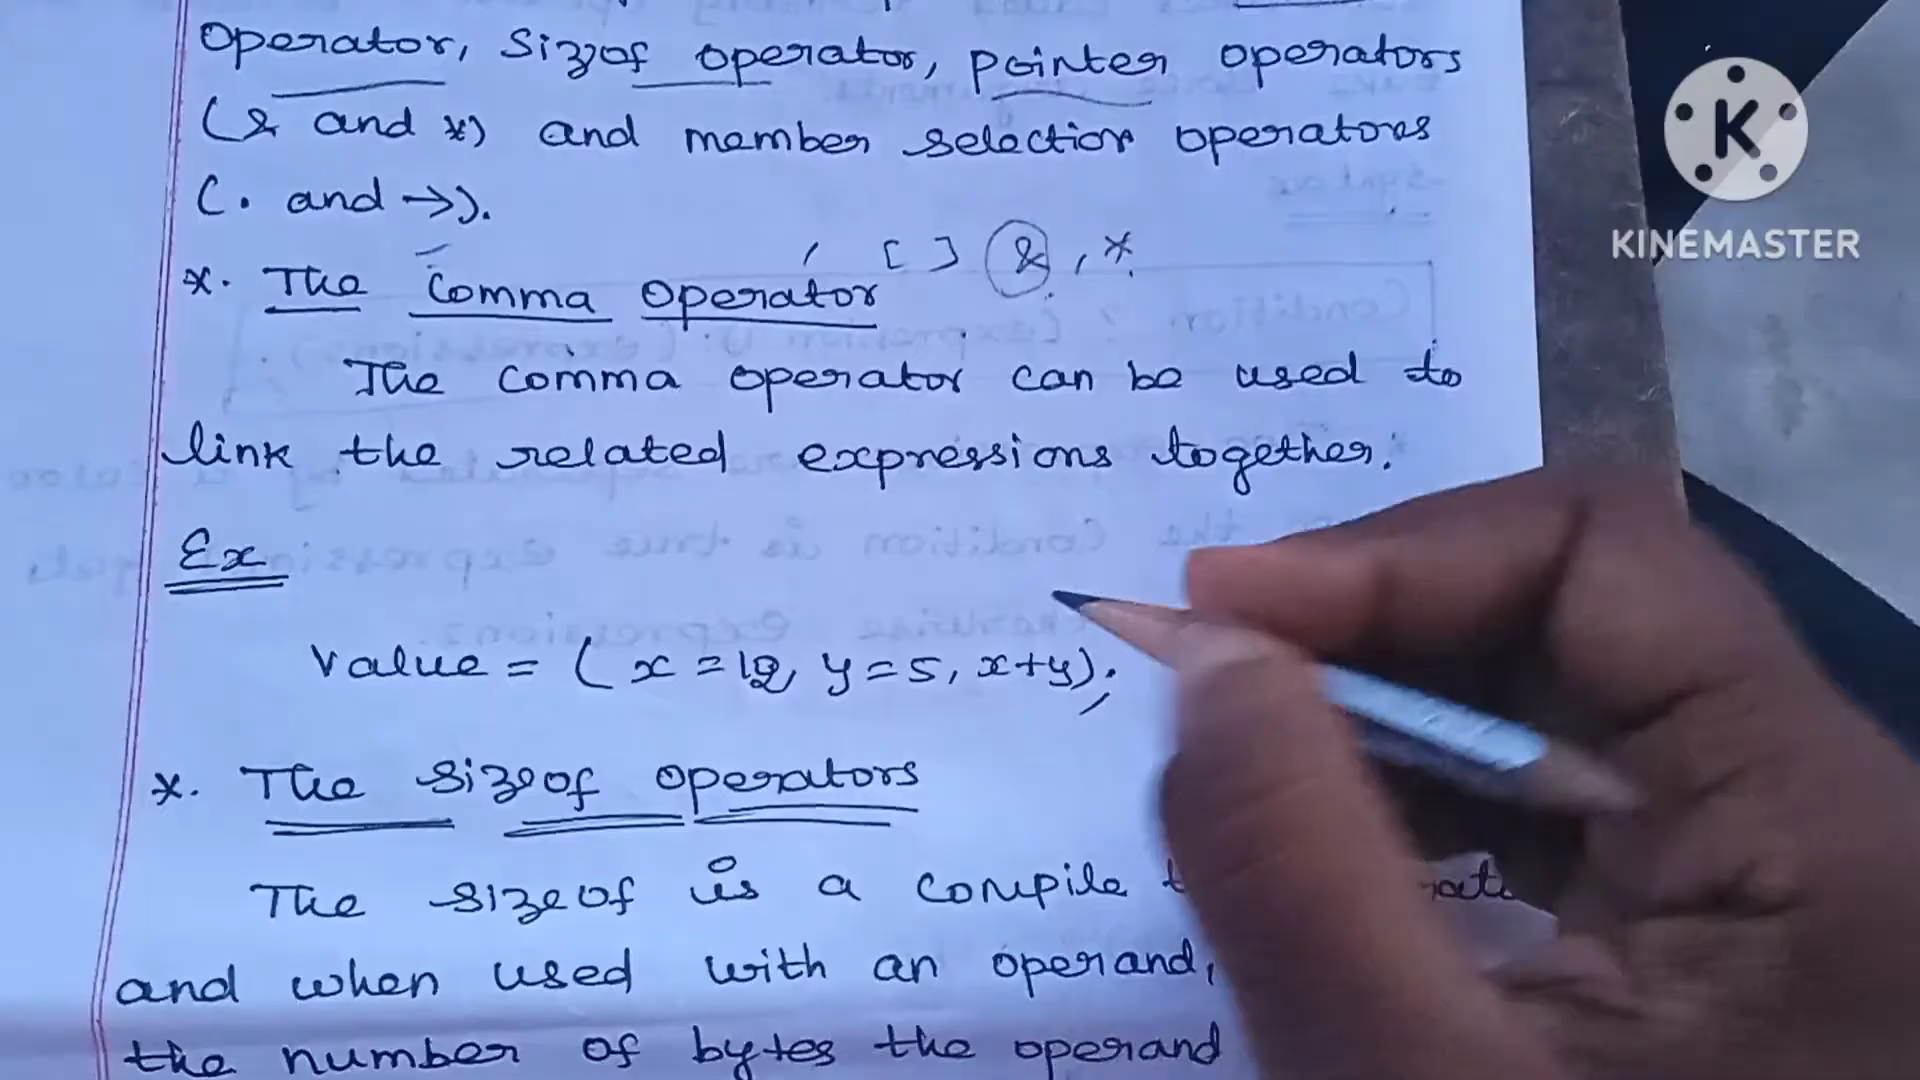 Operator, Sizeof operator, pointer operators
(& and *) and member selection operators
(. and →).
, [ ] & , *
*. The Comma Operator
The comma operator can be used to
link the related expressions together.
Ex
Value = ( x = 12, y = 5, x+y);
*. The Sizeof operators
The sizeof is a compile
and when used with an operand,
the number of bytes the operand
K
KINEMASTER